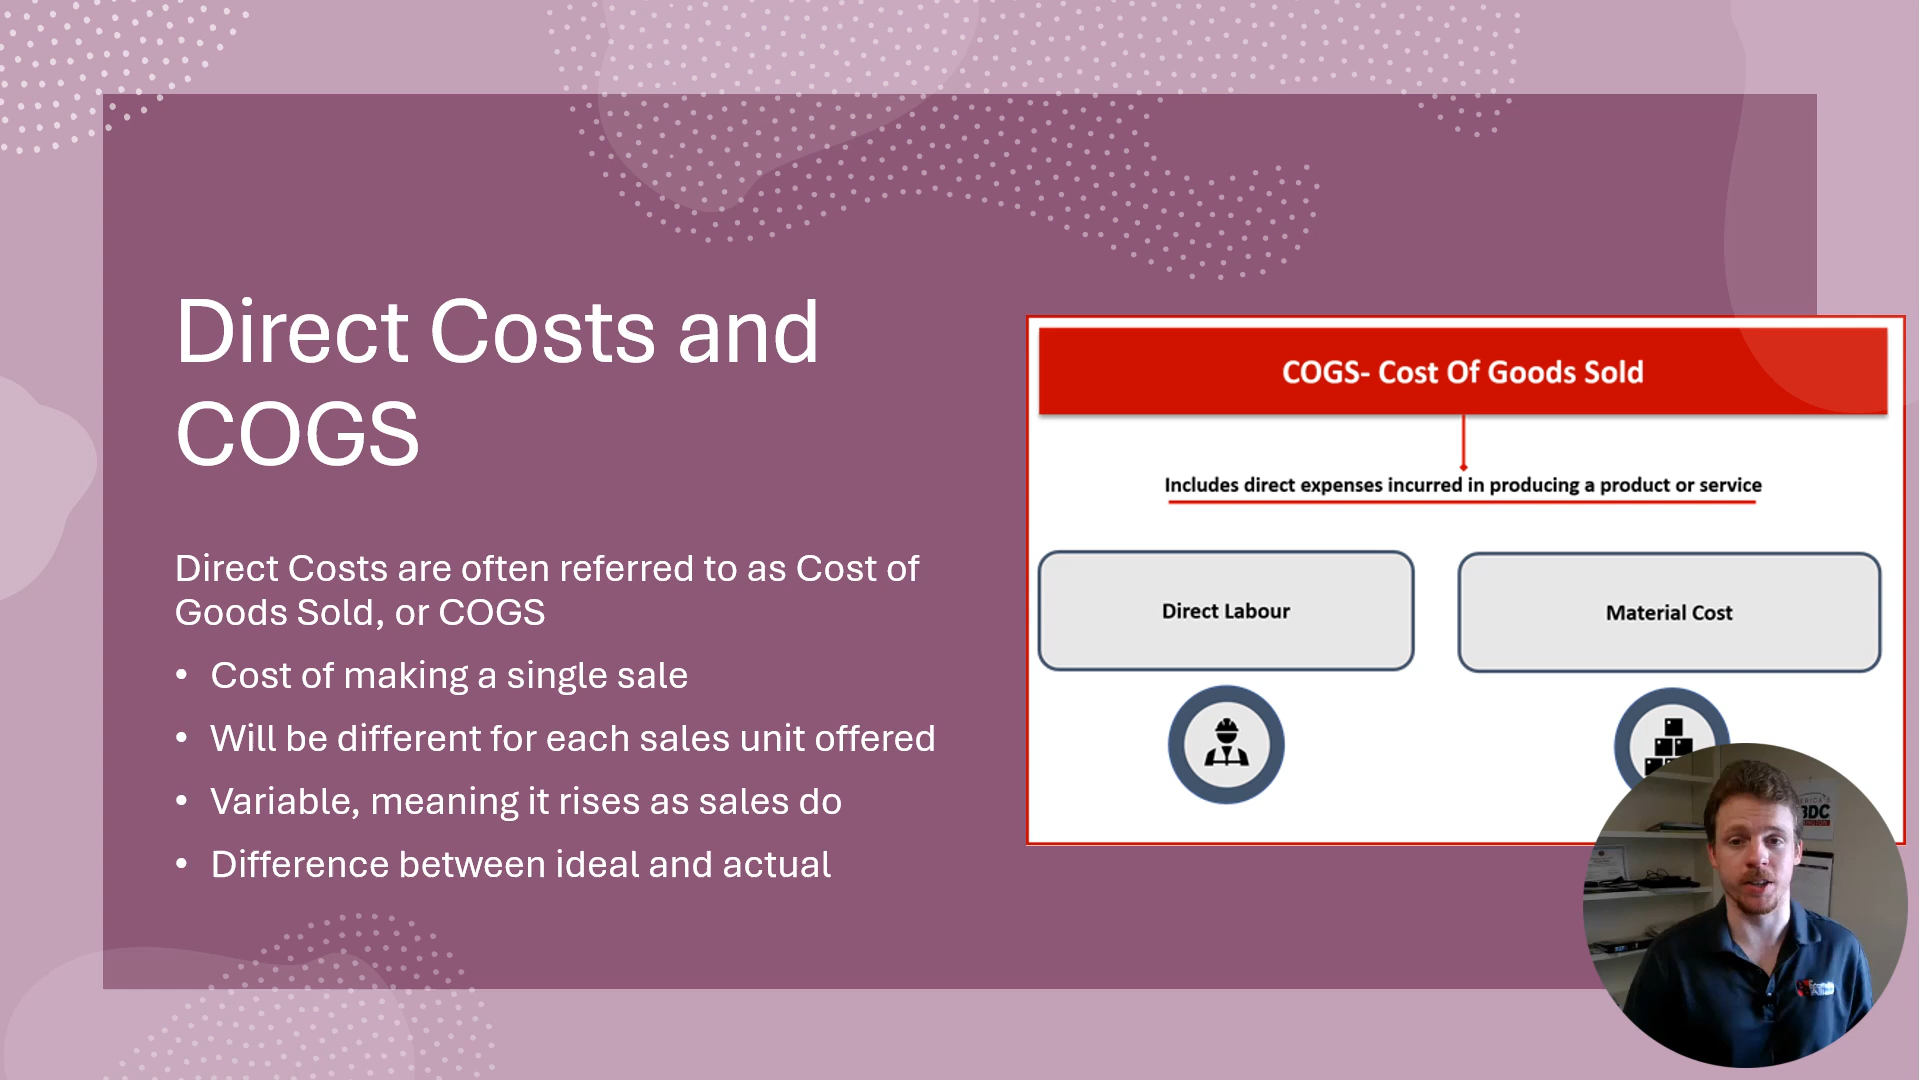 Direct Costs and
COGS
Direct Costs are often referred to as Cost of
Goods Sold, or COGS
• Cost of making a single sale
• Will be different for each sales unit offered
• Variable, meaning it rises as sales do
• Difference between ideal and actual
COGS- Cost Of Goods Sold
Includes direct expenses incurred in producing a product or service
Direct Labour
Material Cost